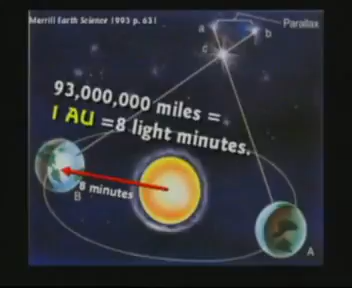 Merrill Earth Science 1993 p. 631
Parallax
a
b
c
93,000,000 miles =
1 AU = 8 light minutes.
8 minutes
B
A